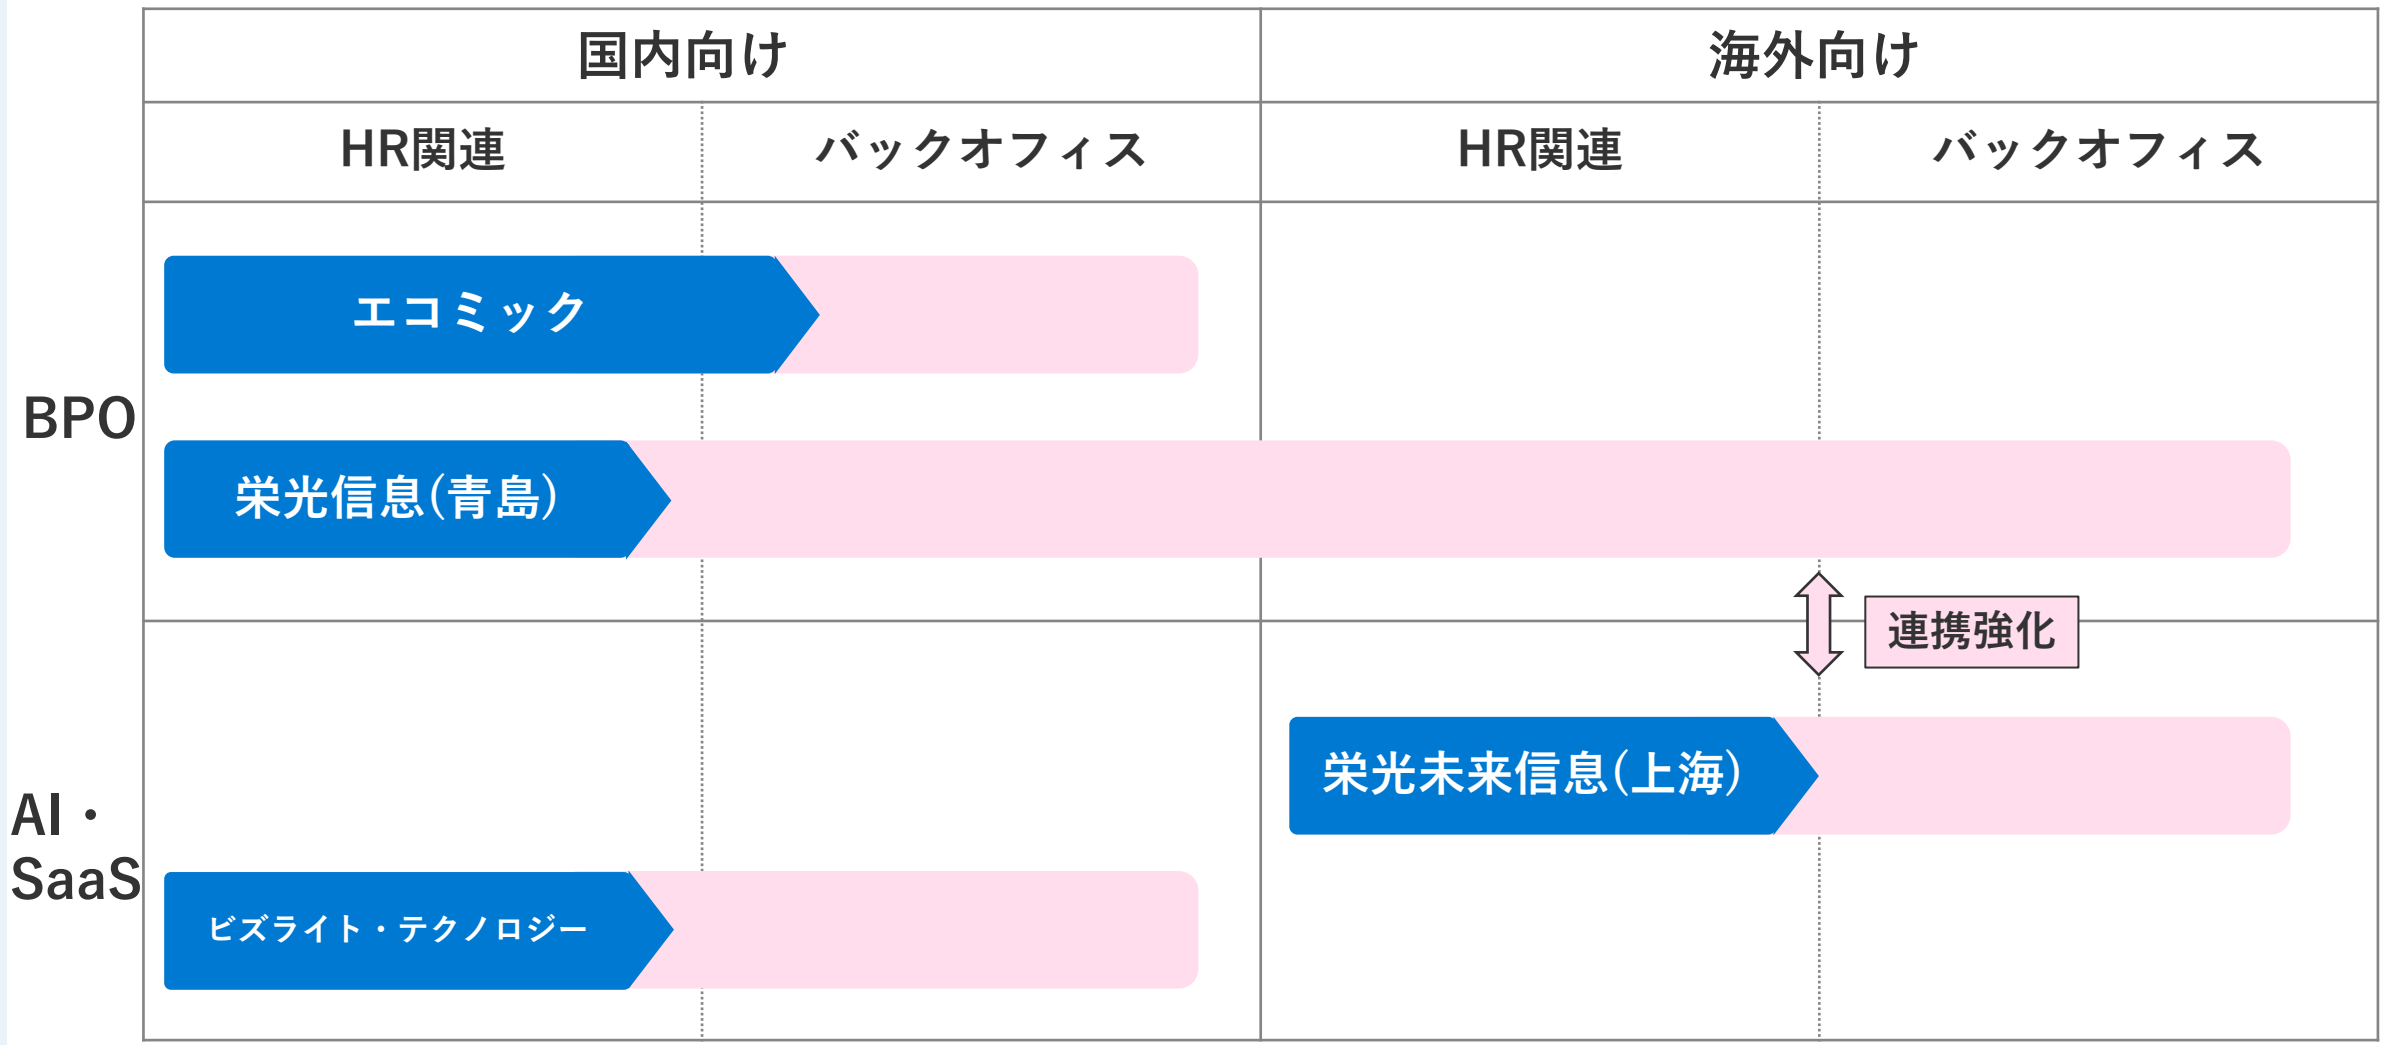 国内向け
海外向け
HR関連
バックオフィス
HR関連
バックオフィス
BPO
エコミック
栄光信息(青島)
連携強化
AI・
SaaS
栄光未来信息(上海)
ビズライト・テクノロジー